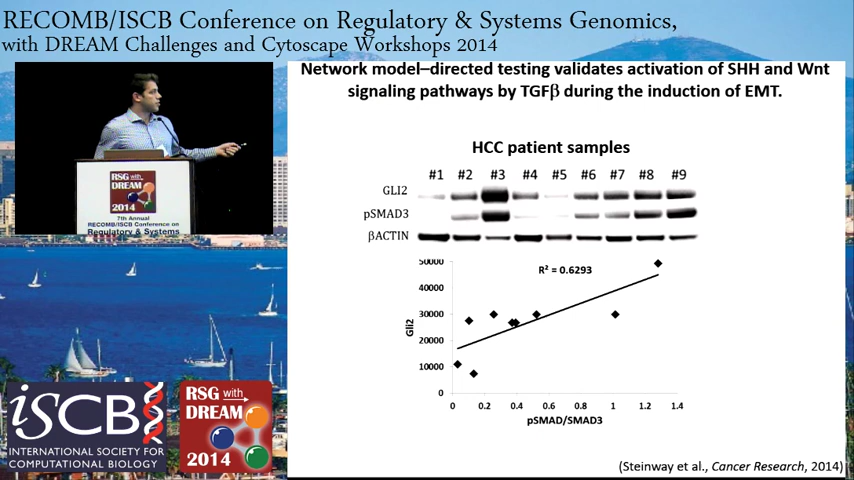 RECOMB/ISCB Conference on Regulatory & Systems Genomics,
with DREAM Challenges and Cytoscape Workshops 2014
RSG with
DREAM
2014
7th Annual
RECOMB/ISCB Conference on
Regulatory & Systems
Network model–directed testing validates activation of SHH and Wnt
signaling pathways by TGFβ during the induction of EMT.
HCC patient samples
#1 #2 #3 #4 #5 #6 #7 #8 #9
GLI2
pSMAD3
βACTIN
50000
40000
30000
20000
10000
0
Gli2
R² = 0.6293
0 0.2 0.4 0.6 0.8 1 1.2 1.4
pSMAD/SMAD3
(Steinway et al., Cancer Research, 2014)
iSCB
INTERNATIONAL SOCIETY FOR
COMPUTATIONAL BIOLOGY
RSG with
DREAM
2014